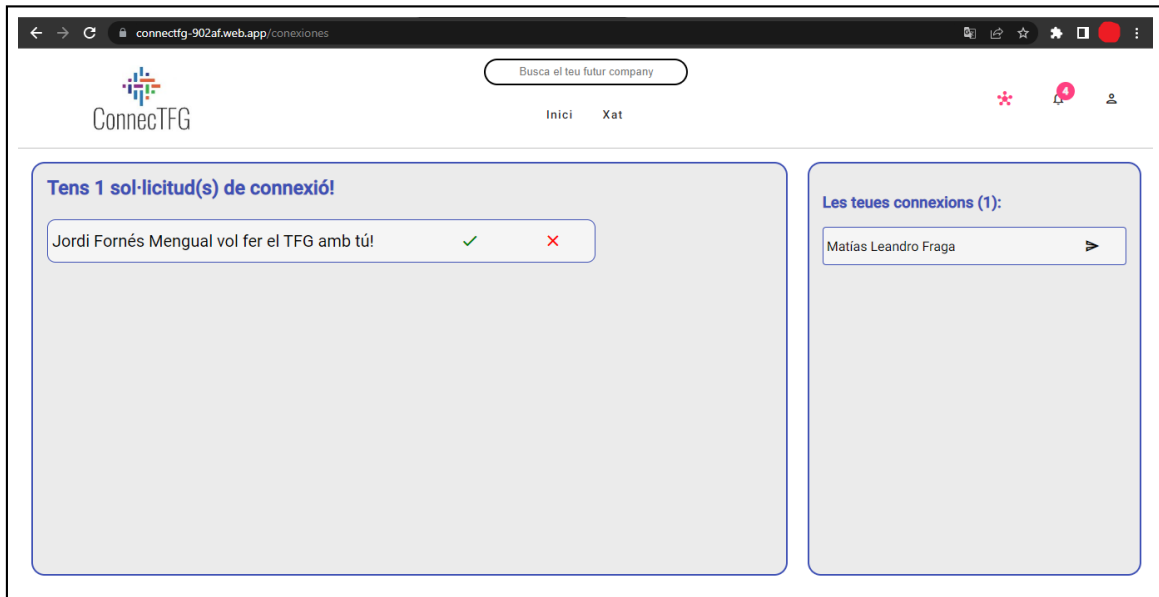 connectfg-902af.web.app/conexiones
ConnecTFG
Busca el teu futur company
Inici Xat
4
Tens 1 sol·licitud(s) de connexió!
Jordi Fornés Mengual vol fer el TFG amb tú!
Les teues connexions (1):
Matías Leandro Fraga